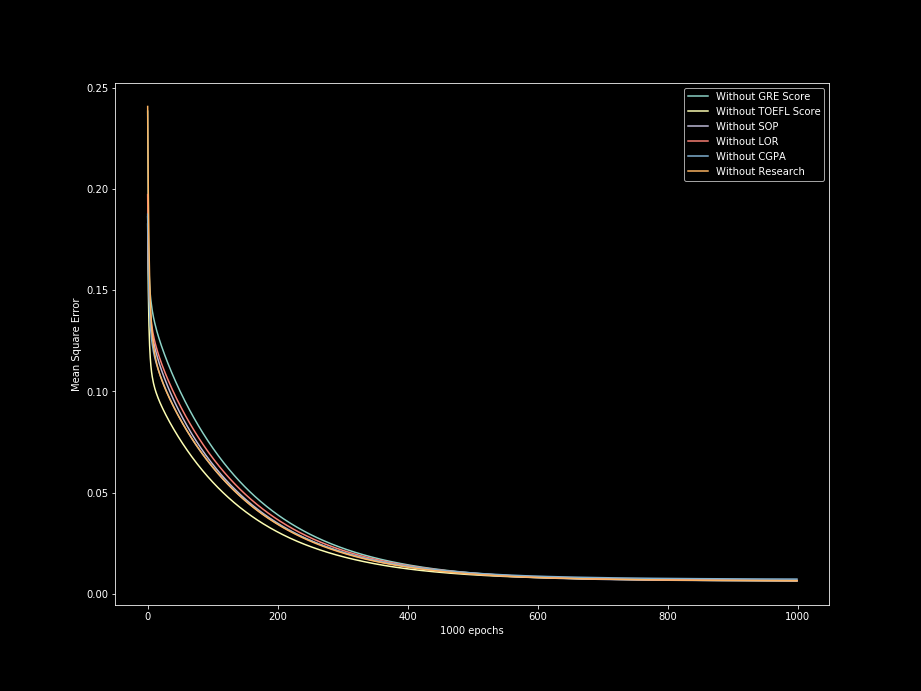 0.25
0.20
0.15
0.10
0.05
0.00
Mean Square Error
Without GRE Score
Without TOEFL Score
Without SOP
Without LOR
Without CGPA
Without Research
0
200
400
600
800
1000
1000 epochs